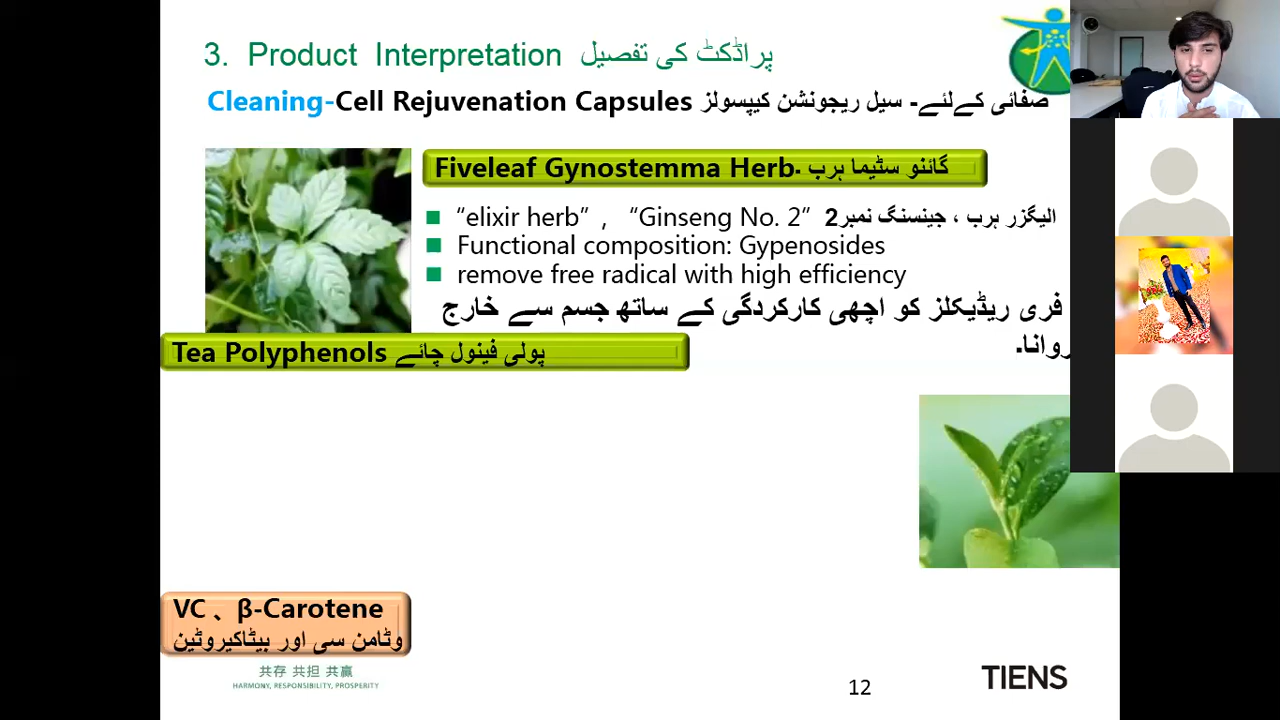 3. Product Interpretation پراڈکٹ کی تفصیل
Cleaning-Cell Rejuvenation Capsules صفائی کےلئے- سیل ریجونشن کیپسولز
Fiveleaf Gynostemma Herb. گائنو سٹیما ہرب
“elixir herb”, “Ginseng No. 2” الیگزر ہرب ، جینسنگ نمبر2
Functional composition: Gypenosides
remove free radical with high efficiency
فری ریڈیکلز کو اچھی کارکردگی کے ساتھ جسم سے خارج
Tea Polyphenols پولی فینول چائے
VC 、β-Carotene
وٹامن سی اور بیٹاکیروٹین
共存 共担 共赢
HARMONY, RESPONSIBILITY, PROSPERITY
12
TIENS